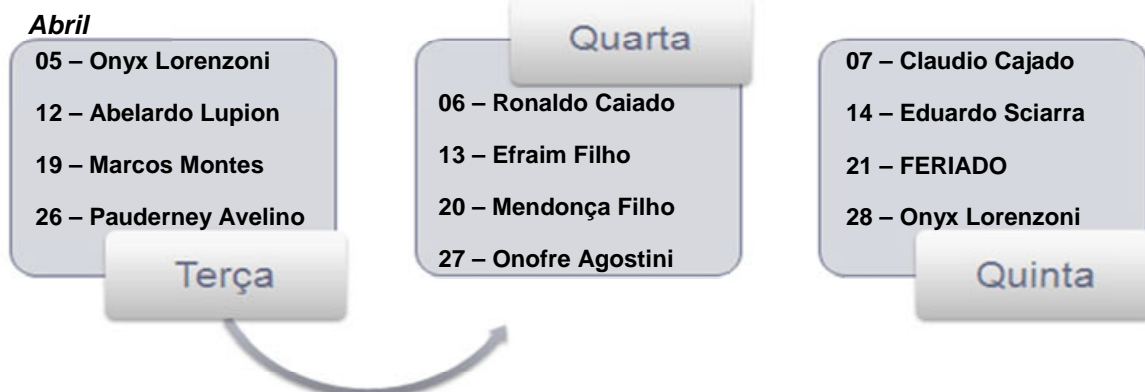 Abril
05 – Onyx Lorenzoni
12 – Abelardo Lupion
19 – Marcos Montes
26 – Pauderney Avelino
Terça
Quarta
06 – Ronaldo Caiado
13 – Efraim Filho
20 – Mendonça Filho
27 – Onofre Agostini
07 – Claudio Cajado
14 – Eduardo Sciarra
21 – FERIADO
28 – Onyx Lorenzoni
Quinta